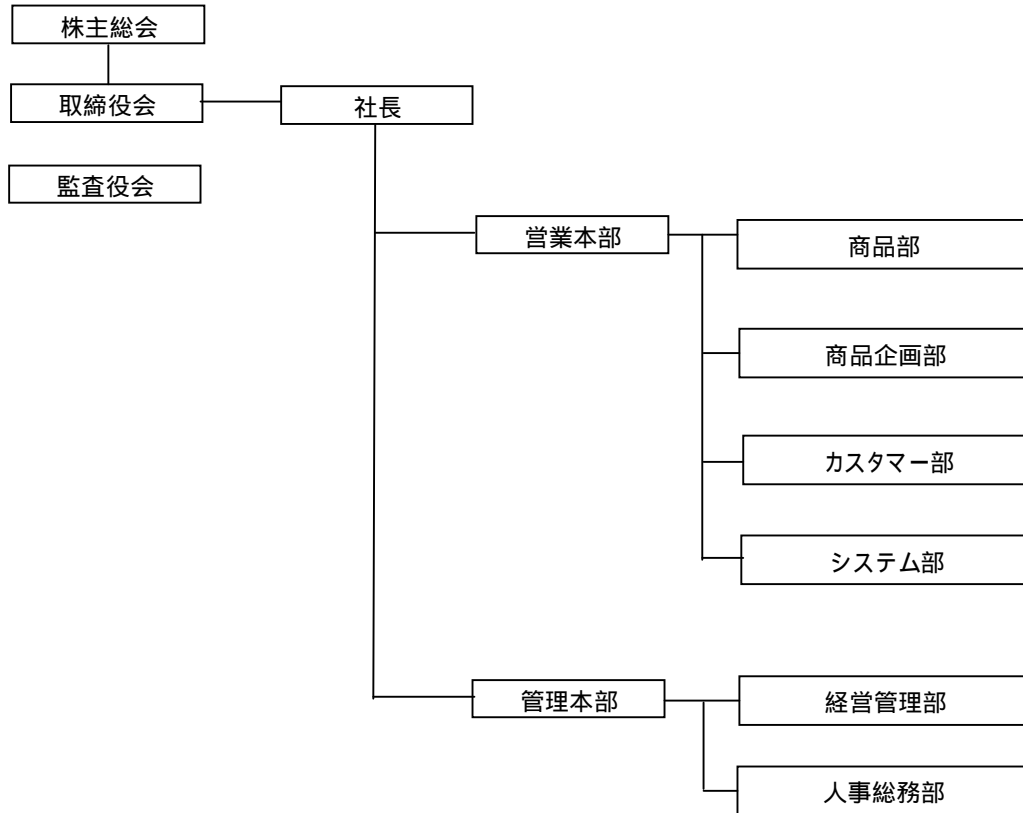 株主総会
取締役会
社長
監査役会
営業本部
商品部
商品企画部
カスタマー部
システム部
管理本部
経営管理部
人事総務部